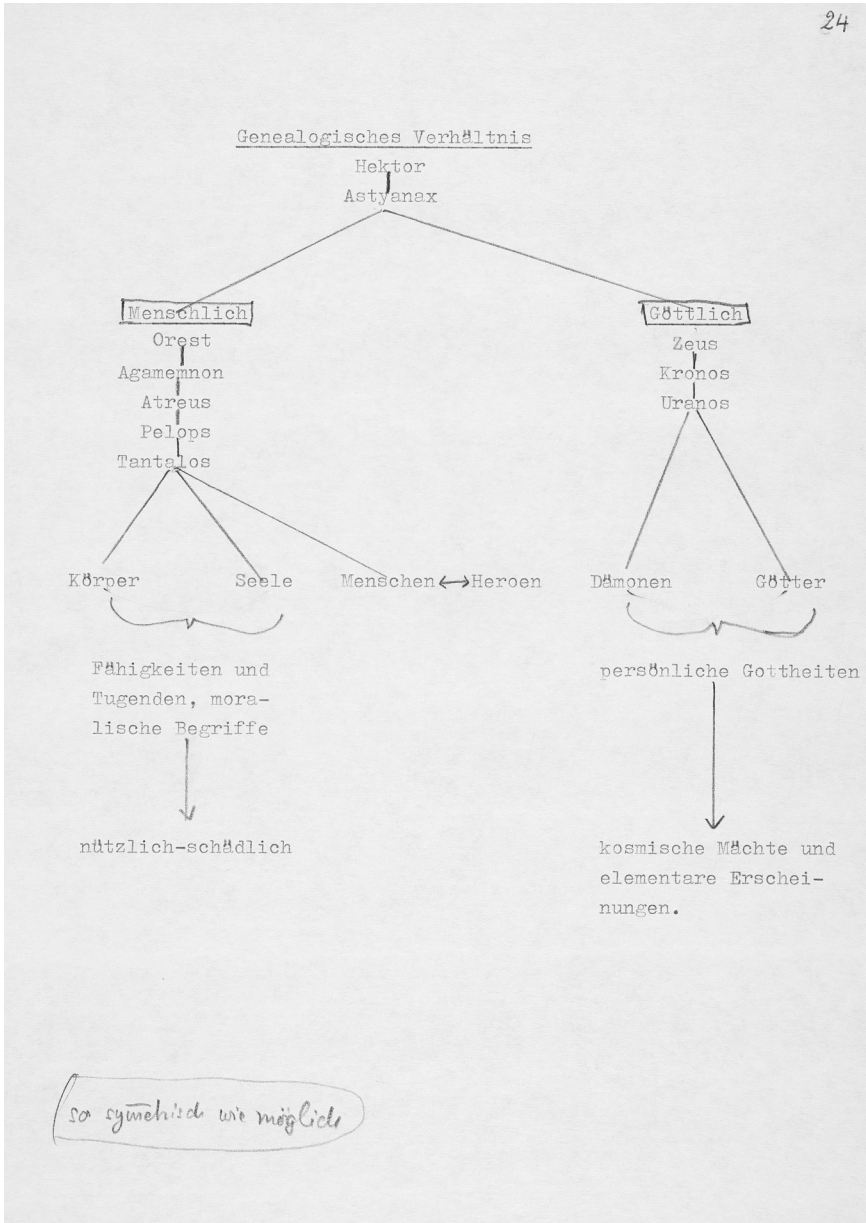 24
Genealogisches Verhältnis
Hektor
Astyanax
Menschlich
Göttlich
Orest
Zeus
Agamemnon
Kronos
Atreus
Uranos
Pelops
Tantalos
Körper
Seele
Menschen ↔ Heroen
Dämonen
Götter
Fähigkeiten und
Tugenden, mora-
lische Begriffe
persönliche Gottheiten
nützlich-schädlich
kosmische Mächte und
elementare Erschei-
nungen.
so sym̅etrisch wie möglich